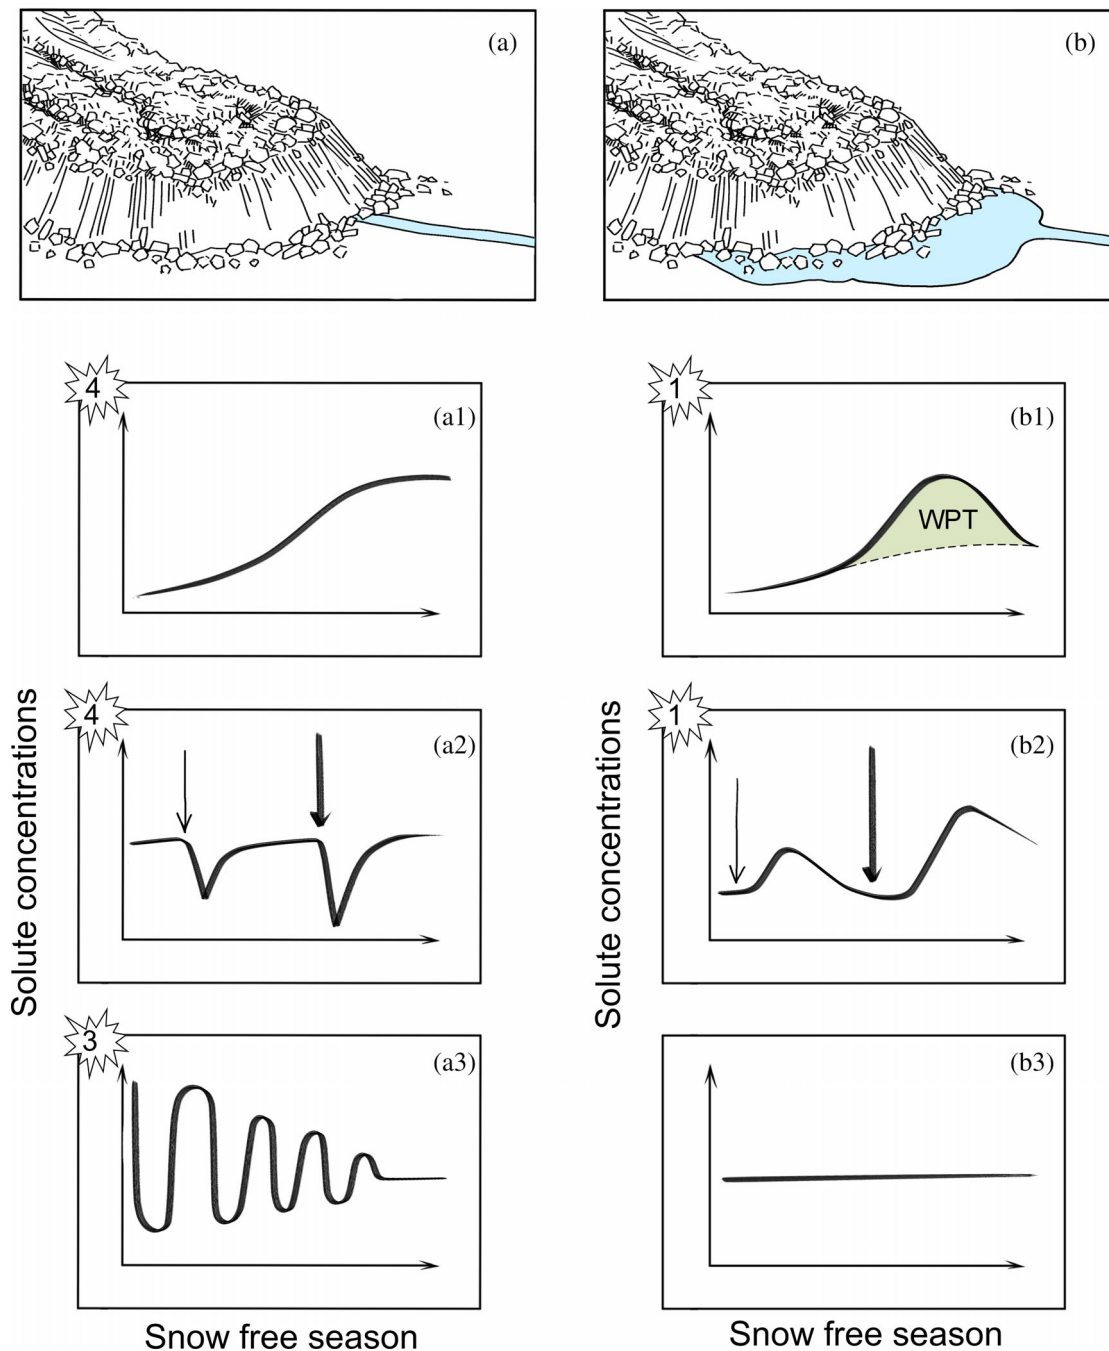 (a)
(b)
4
(a1)
1
(b1)
WPT
4
(a2)
1
(b2)
Solute concentrations
Solute concentrations
3
(a3)
(b3)
Snow free season
Snow free season